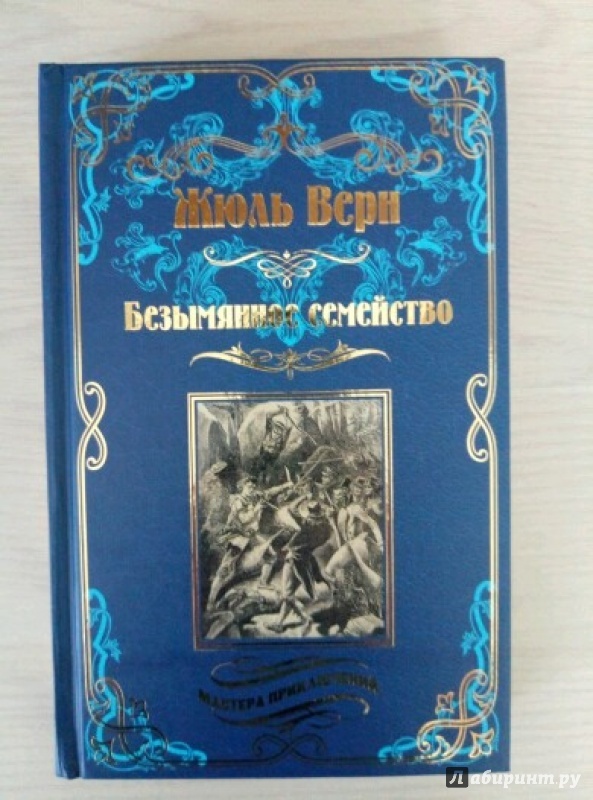 Жюль Верн
Безымянное семейство
МАСТЕРА ПРИКЛЮЧЕНИЙ
Лабиринт.ру